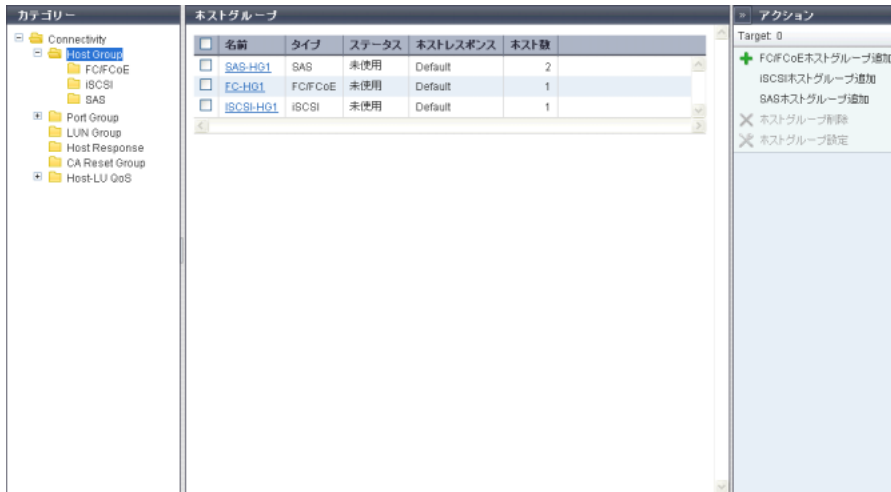 カテゴリー
Connectivity
Host Group
FC/FCoE
iSCSI
SAS
Port Group
LUN Group
Host Response
CA Reset Group
Host-LU QoS
ホストグループ
名前 タイプ ステータス ホストレスポンス ホスト数
SAS-HG1 SAS 未使用 Default 2
FC-HG1 FC/FCoE 未使用 Default 1
ISCSI-HG1 iSCSI 未使用 Default 1
» アクション
Target: 0
FC/FCoEホストグループ追加
iSCSIホストグループ追加
SASホストグループ追加
ホストグループ削除
ホストグループ設定